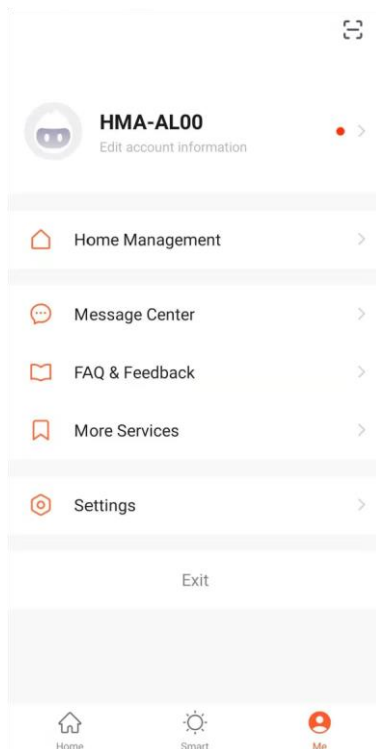 HMA-AL00
Edit account information
Home Management
Message Center
FAQ & Feedback
More Services
Settings
Exit
Home
Smart
Me